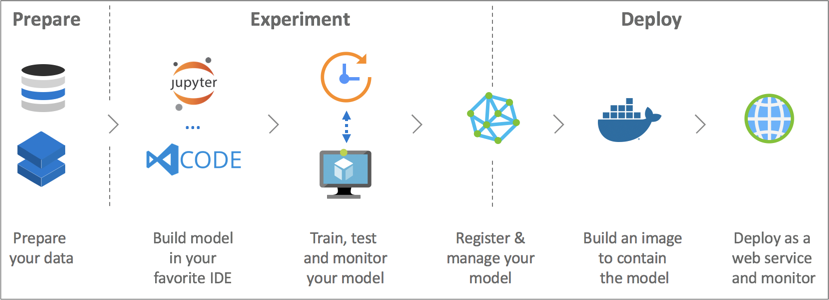 Prepare
Experiment
Deploy
jupyter
...
CODE
Prepare
your data
Build model
in your
favorite IDE
Train, test
and monitor
your model
Register &
manage your
model
Build an image
to contain
the model
Deploy as a
web service
and monitor